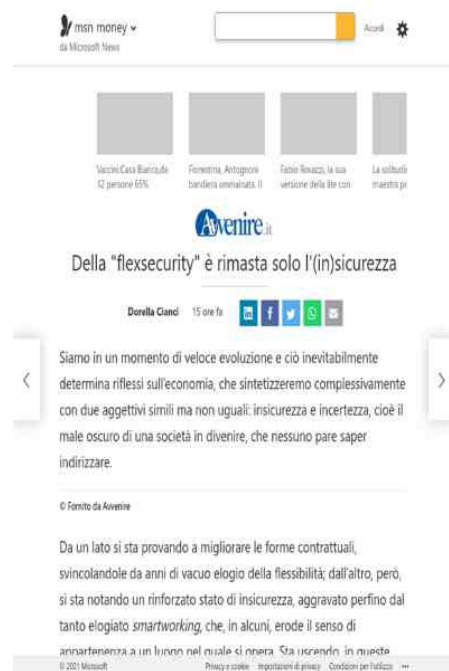 msn money
da Microsoft News
Accedi
Vaccini:Casa Bianca,da
12 persone 65%
Fiorentina, Antognoni
bandiera ammainata. Il
Fabio Rovazzi, la sua
versione della lite con
La solitudin
maestra pe
Avvenire.it
Della "flexsecurity" è rimasta solo l'(in)sicurezza
Dorella Cianci 15 ore fa
Siamo in un momento di veloce evoluzione e ciò inevitabilmente
determina riflessi sull'economia, che sintetizzeremo complessivamente
con due aggettivi simili ma non uguali: insicurezza e incertezza, cioè il
male oscuro di una società in divenire, che nessuno pare saper
indirizzare.
© Fornito da Avvenire
Da un lato si sta provando a migliorare le forme contrattuali,
svincolandole da anni di vacuo elogio della flessibilità; dall'altro, però,
si sta notando un rinforzato stato di insicurezza, aggravato perfino dal
tanto elogiato smartworking, che, in alcuni, erode il senso di
appartenenza a un luogo nel quale si opera. Sta uscendo, in queste
© 2021 Microsoft Privacy e cookie Impostazioni di privacy Condizioni per l'utilizzo